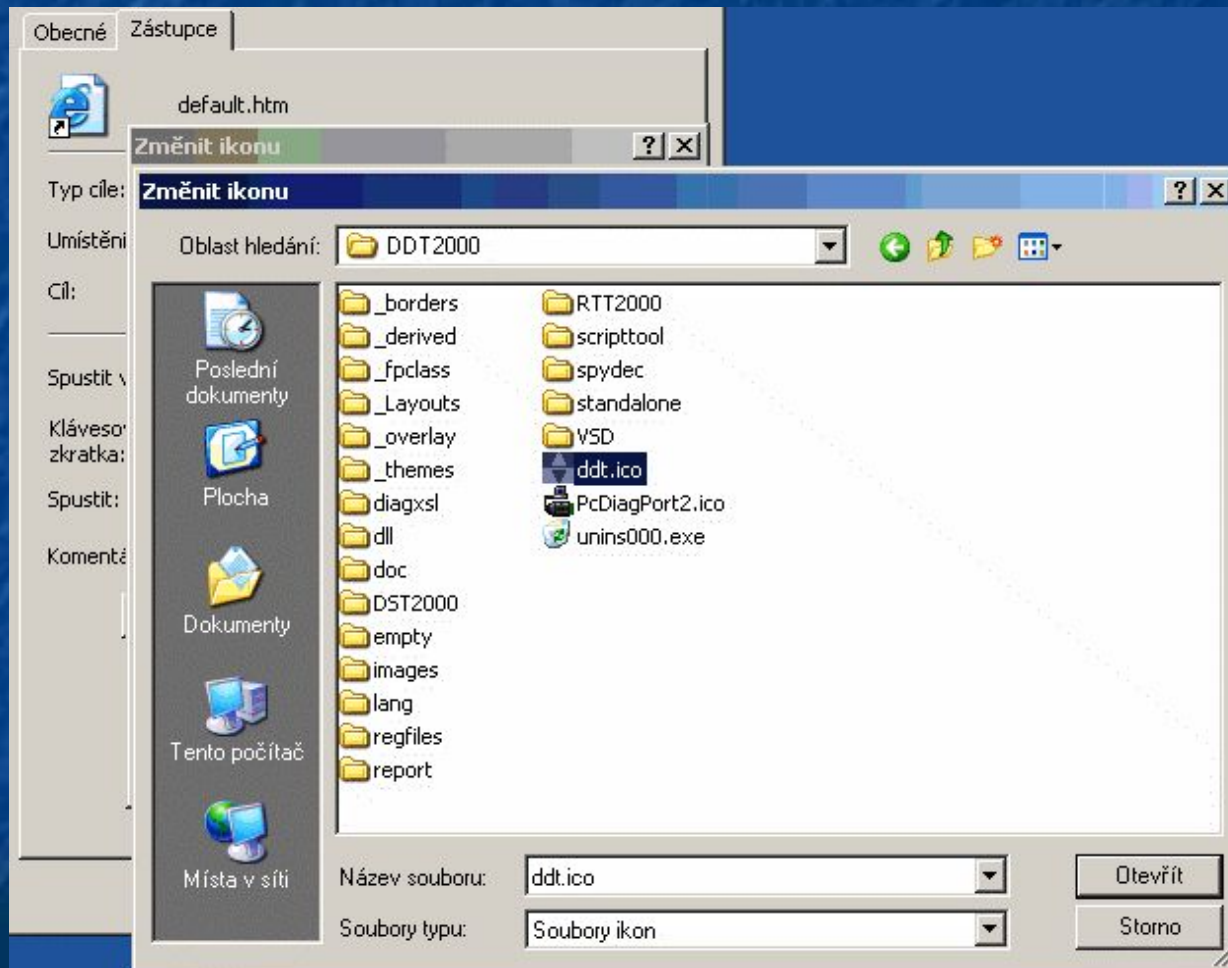 Obecné Zástupce
default.htm
Změnit ikonu
Typ cíle:
Změnit ikonu
Umístění
Oblast hledání: DDT2000
Cíl:
_borders RTT2000
_derived scripttool
_fpclass spydec
_Layouts standalone
_overlay VSD
_themes ddt.ico
diagxsl PcDiagPort2.ico
dll unins000.exe
doc
DST2000
empty
images
lang
regfiles
report
Poslední
dokumenty
Plocha
Dokumenty
Tento počítač
Místa v síti
Spustit v
Klávesov
zkratka:
Spustit:
Komentá
Název souboru: ddt.ico Otevřít
Soubory typu: Soubory ikon Storno